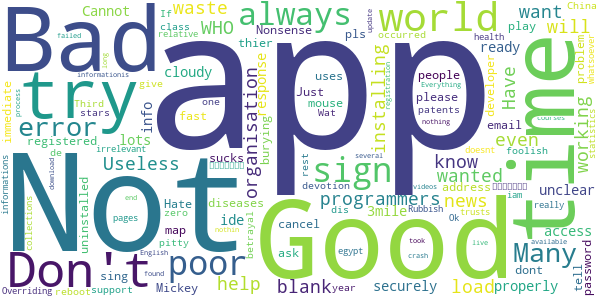 Bad
app
Not
Good
time
try
Don't
sign
world
always
poor
Many
error
Useless
waste
Cannot
WHO
Nonsense
thier
cloudy
response
relative
class
If
info
fast
one
Third
stars
give
immediate
lots
registered
de
irrelevant
sucks
burying
organisation
uses
Just
mouse
Wat
people
please
patents
nothing
Everything
update
pls
occurred
installing
registration
developer
ready
play
want
will
China
health
failed
long
informationis
process
Have
even
email
problem
working
whatsoever
statistics
foolish
doesnt
courses
know
wanted
programmers
3mile
news
address
trusts
Rubbish
Ok
iam
really
unclear
access
tell
password
properly
dont
load
live
available
securely
videos
took
crash
several
devotion
rest
dis
egypt
cancel
ask
year
blank
help
betrayal
nothin
ide
diseases
zero
Hate
map
pitty
sing
Mickey
found
English
end
pages
download
uninstalled
collections
informations
Overriding
reboot
support